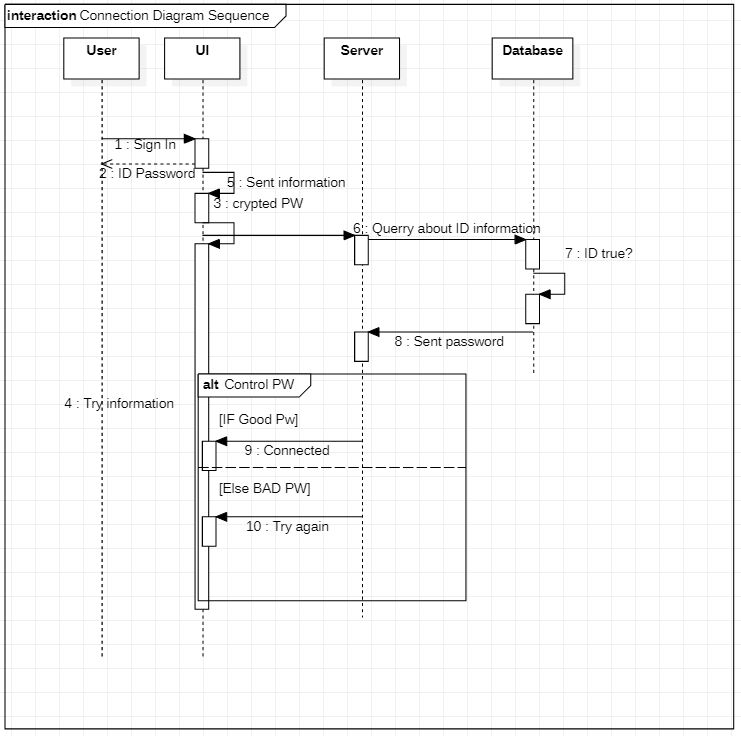 interaction Connection Diagram Sequence
User
UI
Server
Database
1 : Sign In
2 : ID Password
5 : Sent information
3 : crypted PW
6 : Querry about ID information
7 : ID true?
8 : Sent password
alt Control PW
4 : Try information
[IF Good Pw]
9 : Connected
[Else BAD PW]
10 : Try again